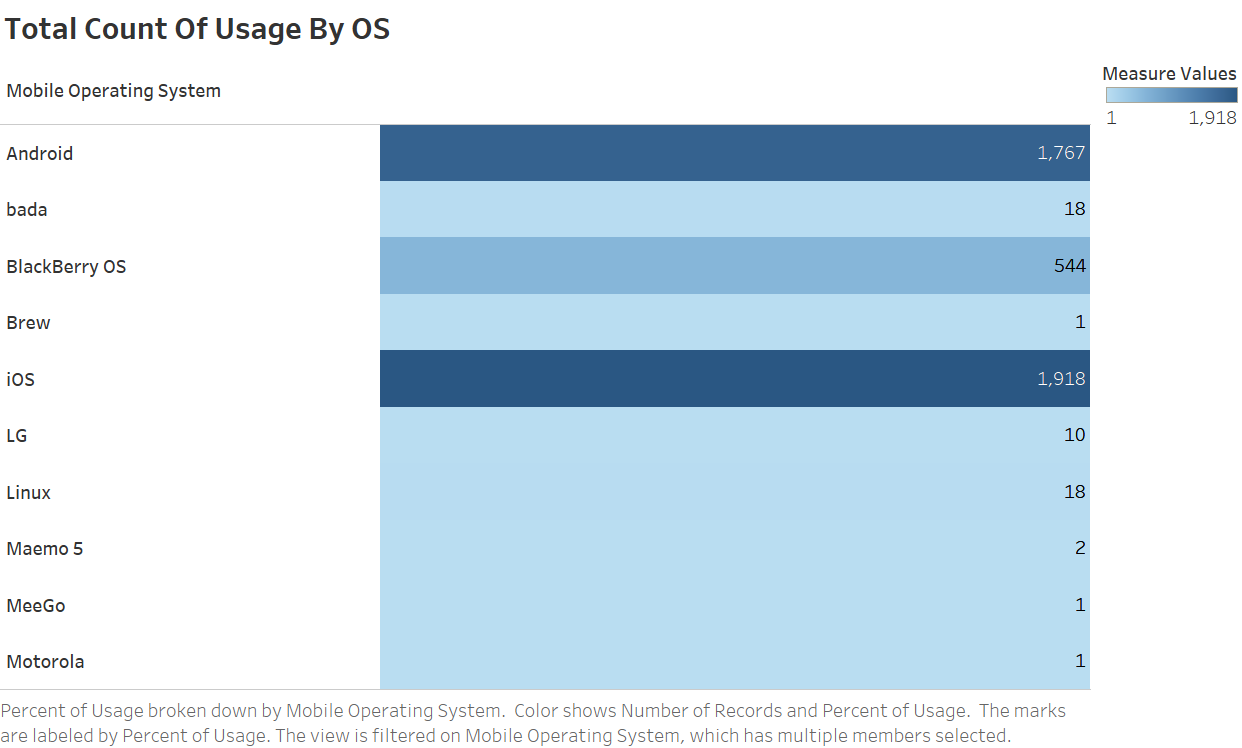 Total Count Of Usage By OS
Mobile Operating System
Measure Values
1 1,918
Android 1,767
bada 18
BlackBerry OS 544
Brew 1
iOS 1,918
LG 10
Linux 18
Maemo 5 2
MeeGo 1
Motorola 1
Percent of Usage broken down by Mobile Operating System.  Color shows Number of Records and Percent of Usage.  The marks
are labeled by Percent of Usage. The view is filtered on Mobile Operating System, which has multiple members selected.